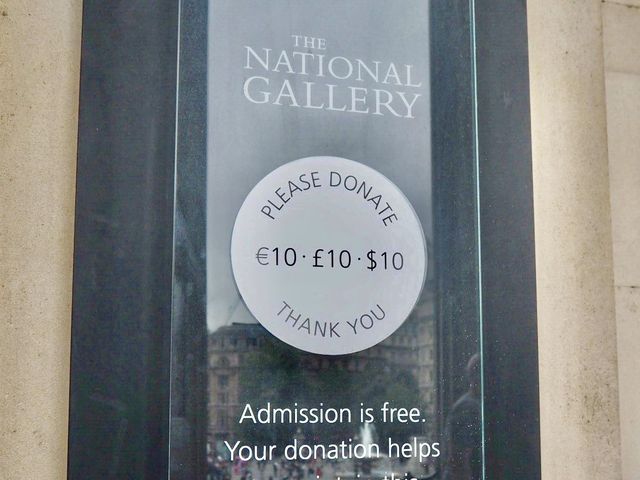 THE
NATIONAL
GALLERY
PLEASE DONATE
€10·£10·$10
THANK YOU
Admission is free.
Your donation helps